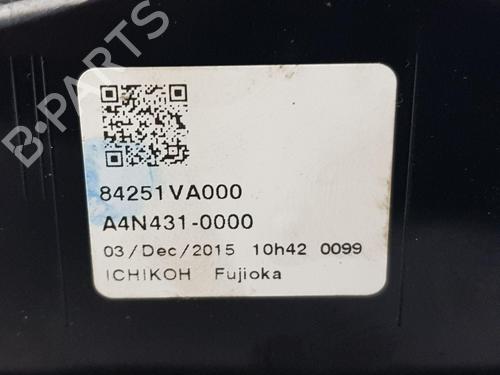 B-PARTS
84251VA000
A4N431-0000
03/Dec/2015 10h42 0099
ICHIKOH Fujioka